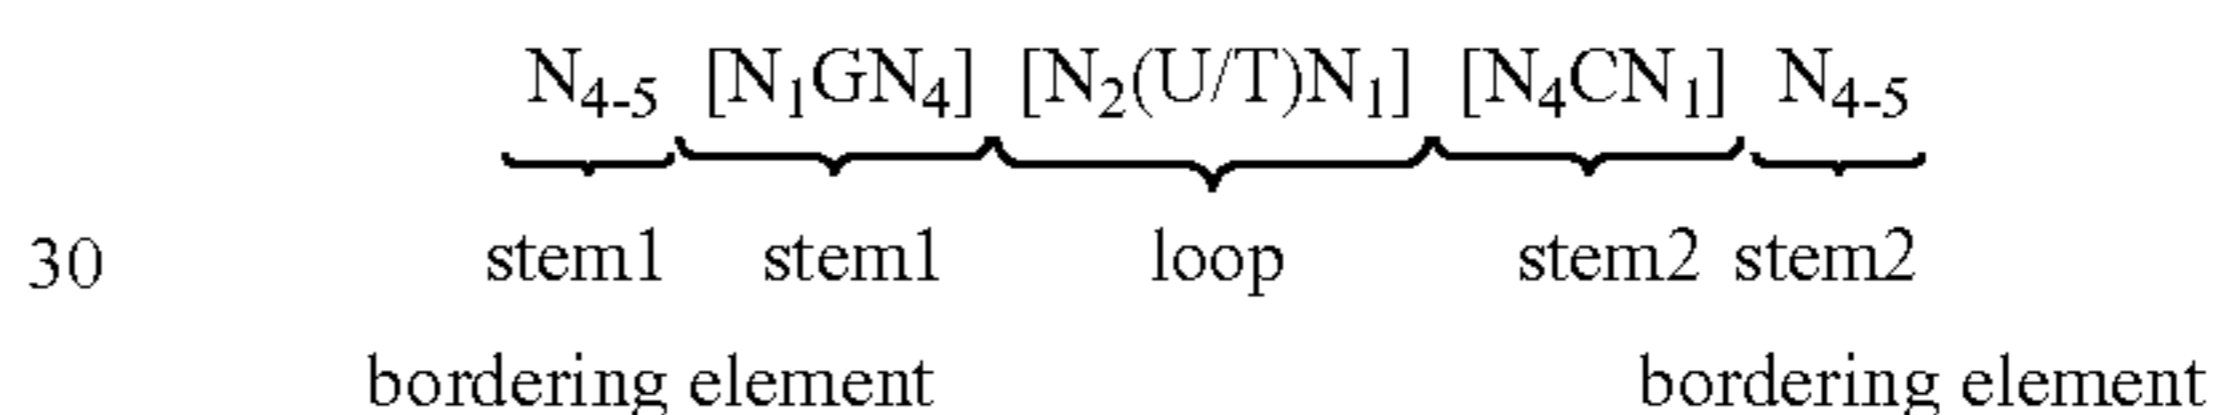 N₄₋₅ [N₁GN₄] [N₂(U/T)N₁] [N₄CN₁] N₄₋₅
30 stem1 stem1 loop stem2 stem2
bordering element bordering element